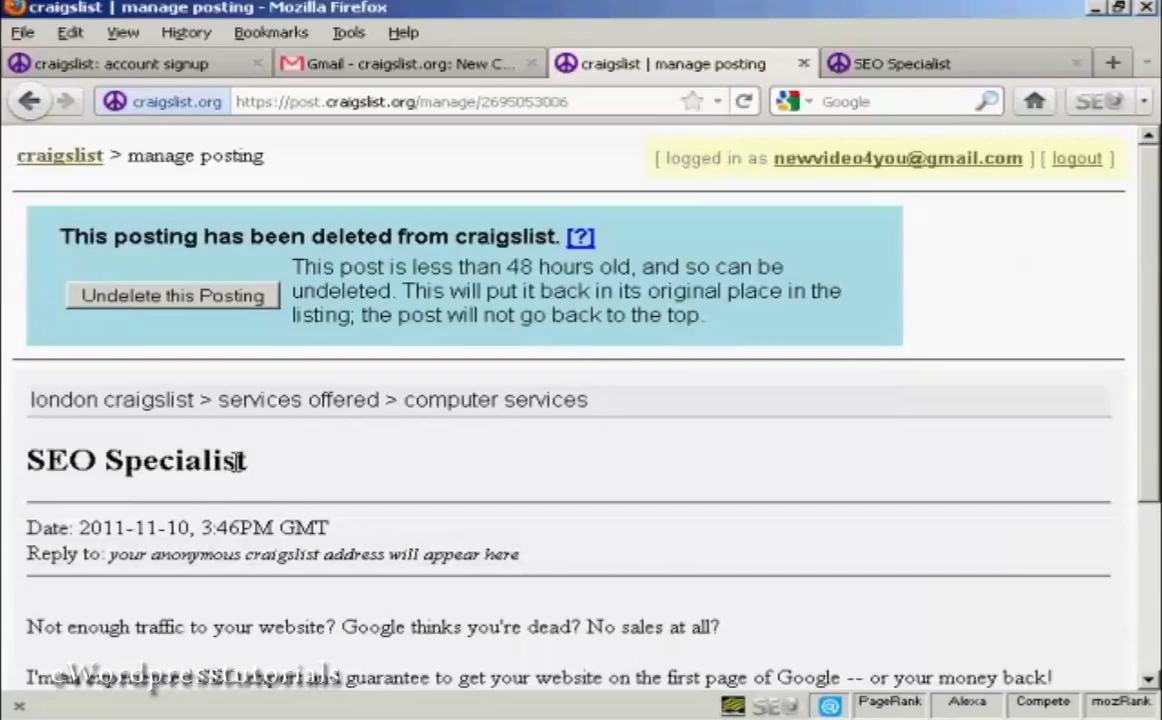 craigslist | manage posting - Mozilla Firefox
File Edit View History Bookmarks Tools Help
craigslist: account signup
Gmail - craigslist.org: New C...
craigslist | manage posting
SEO Specialist
craigslist.org https://post.craigslist.org/manage/2695053006
Google
SEO
craigslist > manage posting
[ logged in as newvideo4you@gmail.com ] [ logout ]
This posting has been deleted from craigslist. [?]
Undelete this Posting
This post is less than 48 hours old, and so can be
undeleted. This will put it back in its original place in the
listing; the post will not go back to the top.
london craigslist > services offered > computer services
SEO Specialist
Date: 2011-11-10, 3:46PM GMT
Reply to: your anonymous craigslist address will appear here
Not enough traffic to your website? Google thinks you're dead? No sales at all?
I'm guarantee to get your website on the first page of Google -- or your money back!
eWordpresstutorials
SEO
PageRank Alexa Compete mozRank